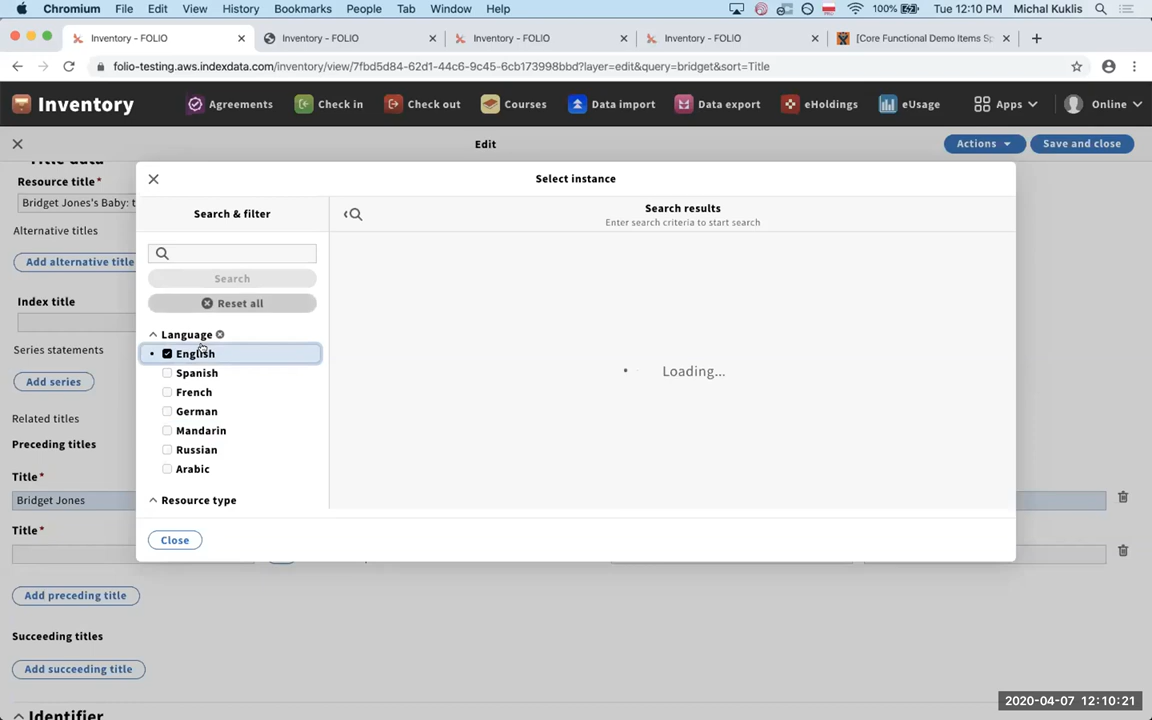 Chromium File Edit View History Bookmarks People Tab Window Help 100% Tue 12:10 PM Michal Kuklis
Inventory – FOLIO Inventory – FOLIO Inventory – FOLIO Inventory – FOLIO [Core Functional Demo Items Sp
folio-testing.aws.indexdata.com/inventory/view/7fbd5d84-62d1-44c6-9c45-6cb173998bbd?layer=edit&query=bridget&sort=Title
Inventory Agreements Check in Check out Courses Data import Data export eHoldings eUsage Apps Online
Edit Actions Save and close
Title data
Resource title*
Bridget Jones's Baby: t
Alternative titles
Add alternative title
Index title
Series statements
Add series
Related titles
Preceding titles
Title*
Bridget Jones
Title*
Add preceding title
Succeeding titles
Add succeeding title
Identifier
Select instance
Search & filter
Search
Reset all
Language
English
Spanish
French
German
Mandarin
Russian
Arabic
Resource type
Search results
Enter search criteria to start search
Loading...
Close
2020-04-07 12:10:21